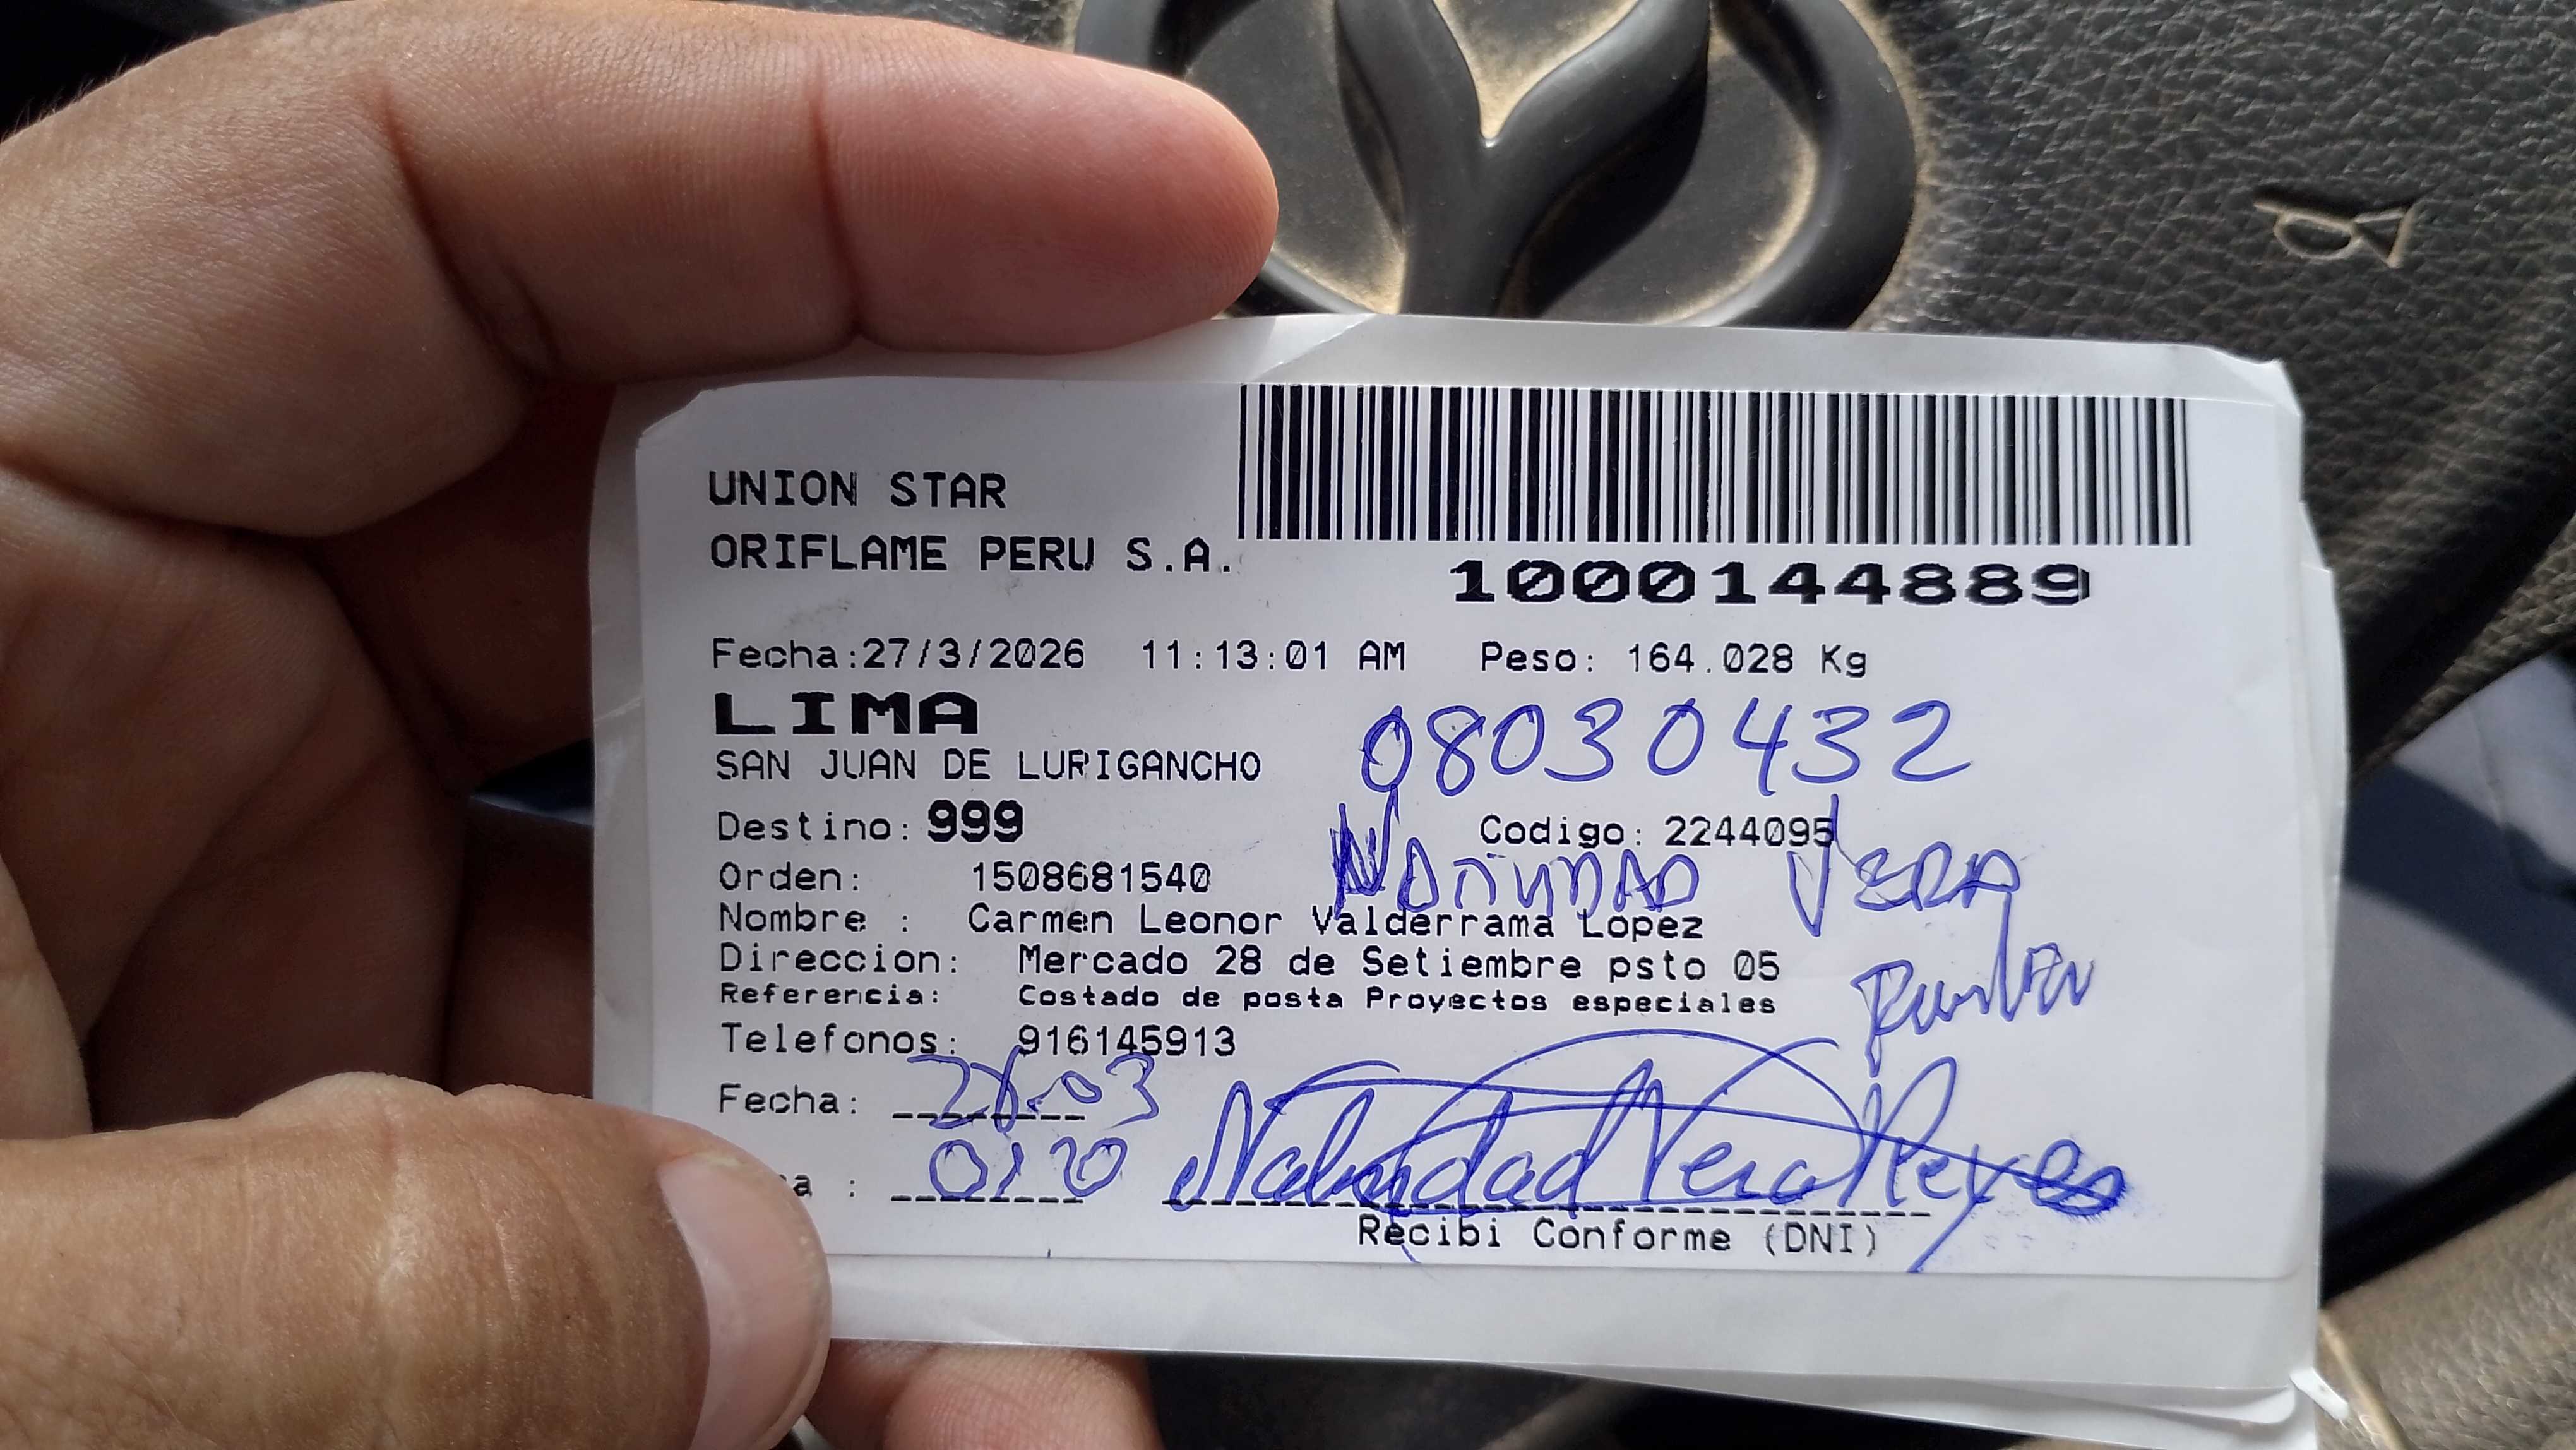 UNION STAR
ORIFLAME PERU S.A.
1000144889
Fecha:27/3/2026 11:13:01 AM Peso: 164.028 Kg
LIMA
08030432
SAN JUAN DE LURIGANCHO
Destino: 999 Codigo: 2244095
Orden: 1508681540
VERA
Nombre : Carmen Leonor Valderrama Lopez
Direccion: Mercado 28 de Setiembre psto 05
Referencia: Costado de posta Proyectos especiales
Telefonos: 916145913
Fecha: 28-03
a : 01 20
Natividad Vera Reyes
Recibi Conforme (DNI)